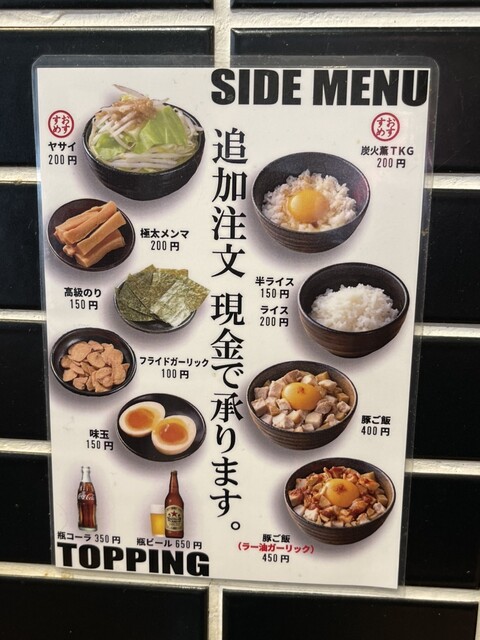 SIDE MENU
おすすめ
ヤサイ
200円
極太メンマ
200円
高級のり
150円
フライドガーリック
100円
味玉
150円
瓶コーラ 350円
瓶ビール 650円
TOPPING
追加注文 現金で承ります。
おすすめ
炭火薫TKG
200円
半ライス
150円
ライス
200円
豚ご飯
400円
豚ご飯
(ラー油ガーリック)
450円
Coca-Cola